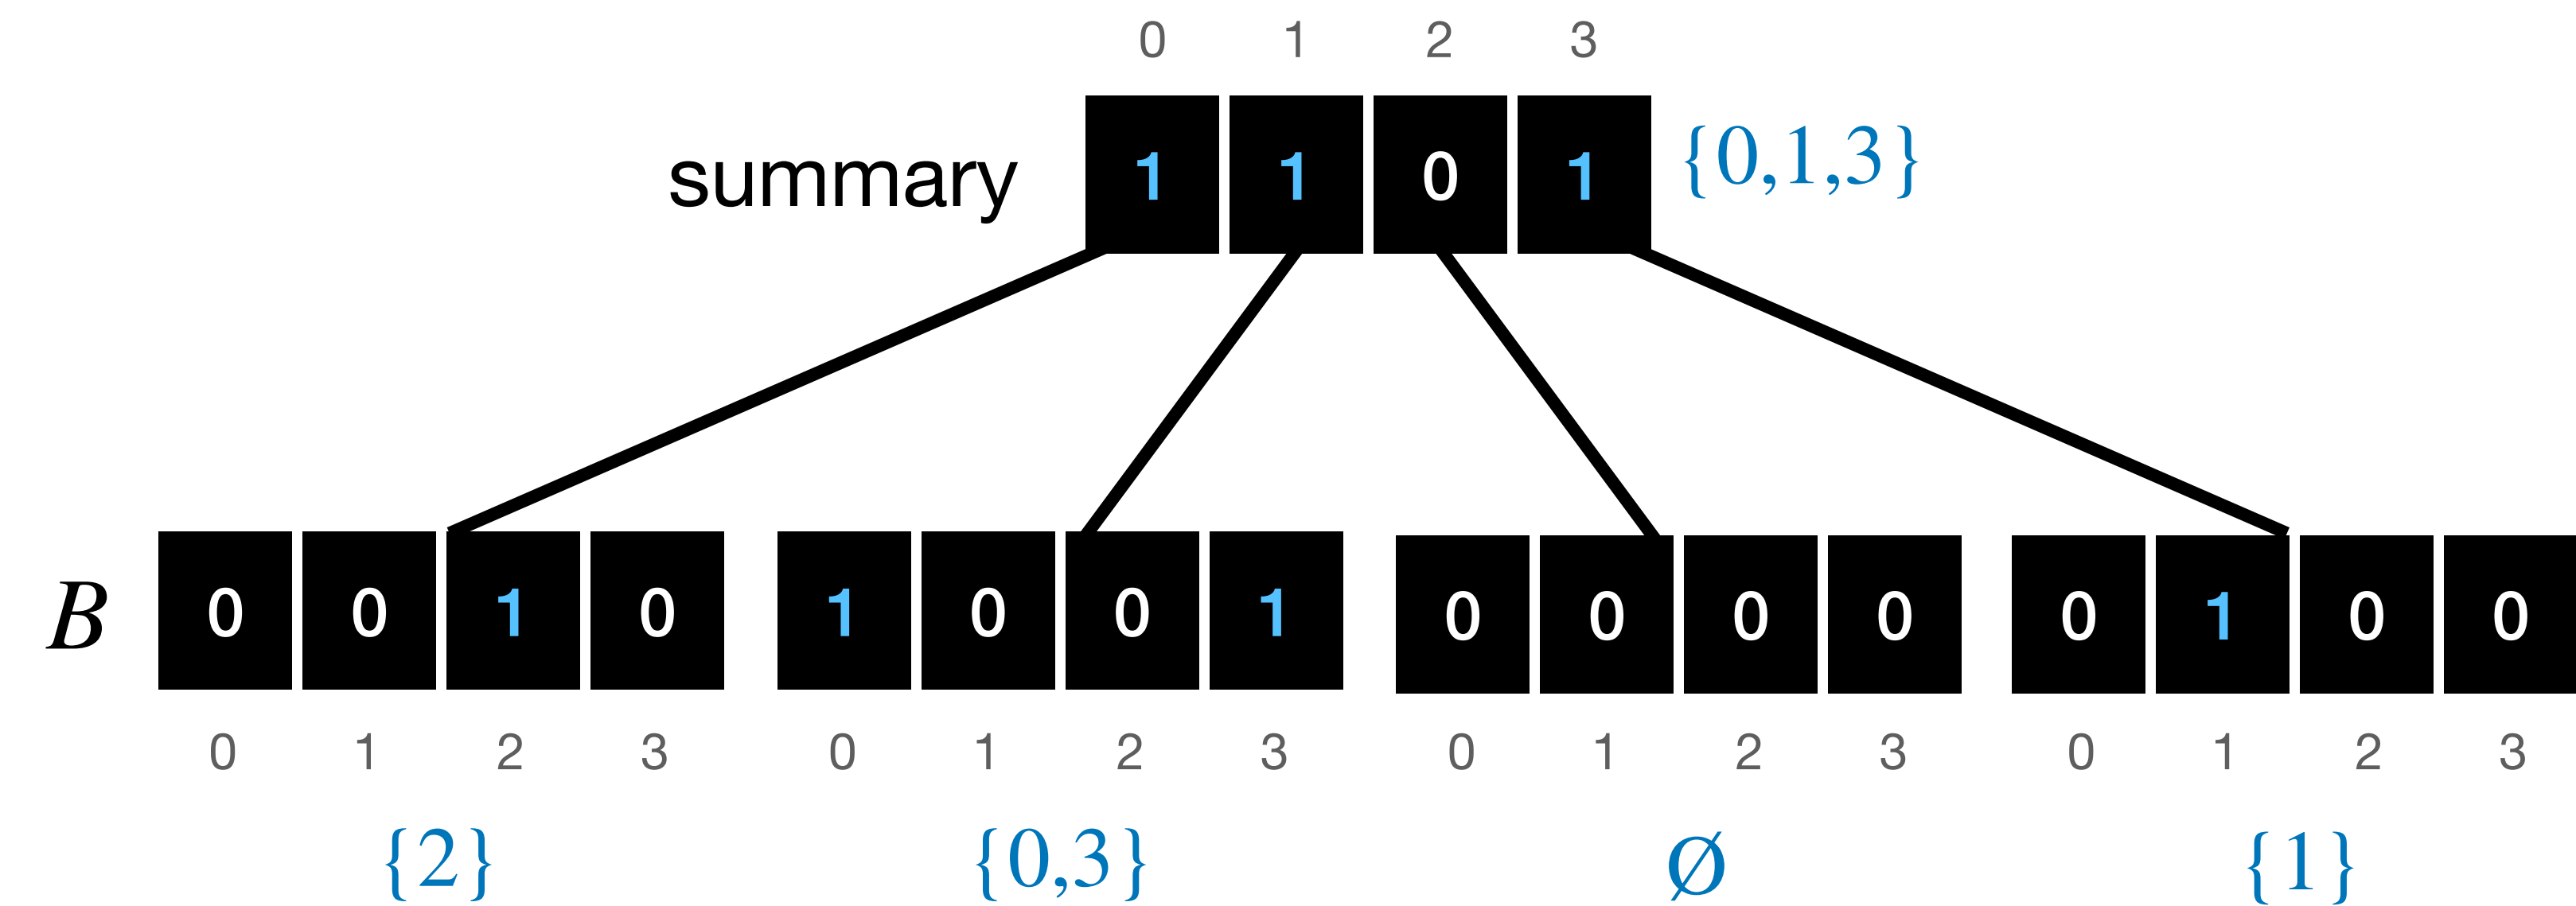 0 1 2 3
summary 1 1 0 1 {0,1,3}
B 0 0 1 0 1 0 0 1 0 0 0 0 0 1 0 0
0 1 2 3 0 1 2 3 0 1 2 3 0 1 2 3
{2} {0,3} Ø {1}